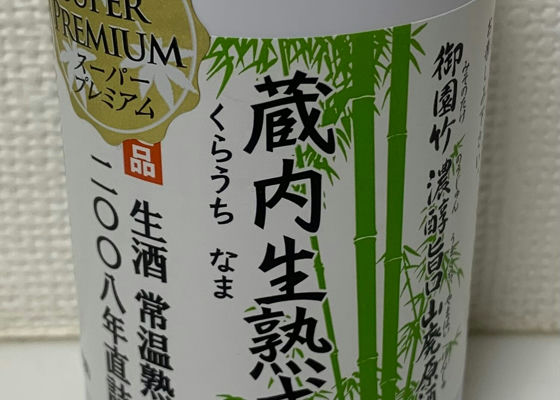 SUPER
PREMIUM
スーパー
プレミアム
御園竹 濃醇旨口山廃原酒
みそのたけ
蔵内生熟
くらうち なま
品
生酒 常温熟
二〇〇八年直詰